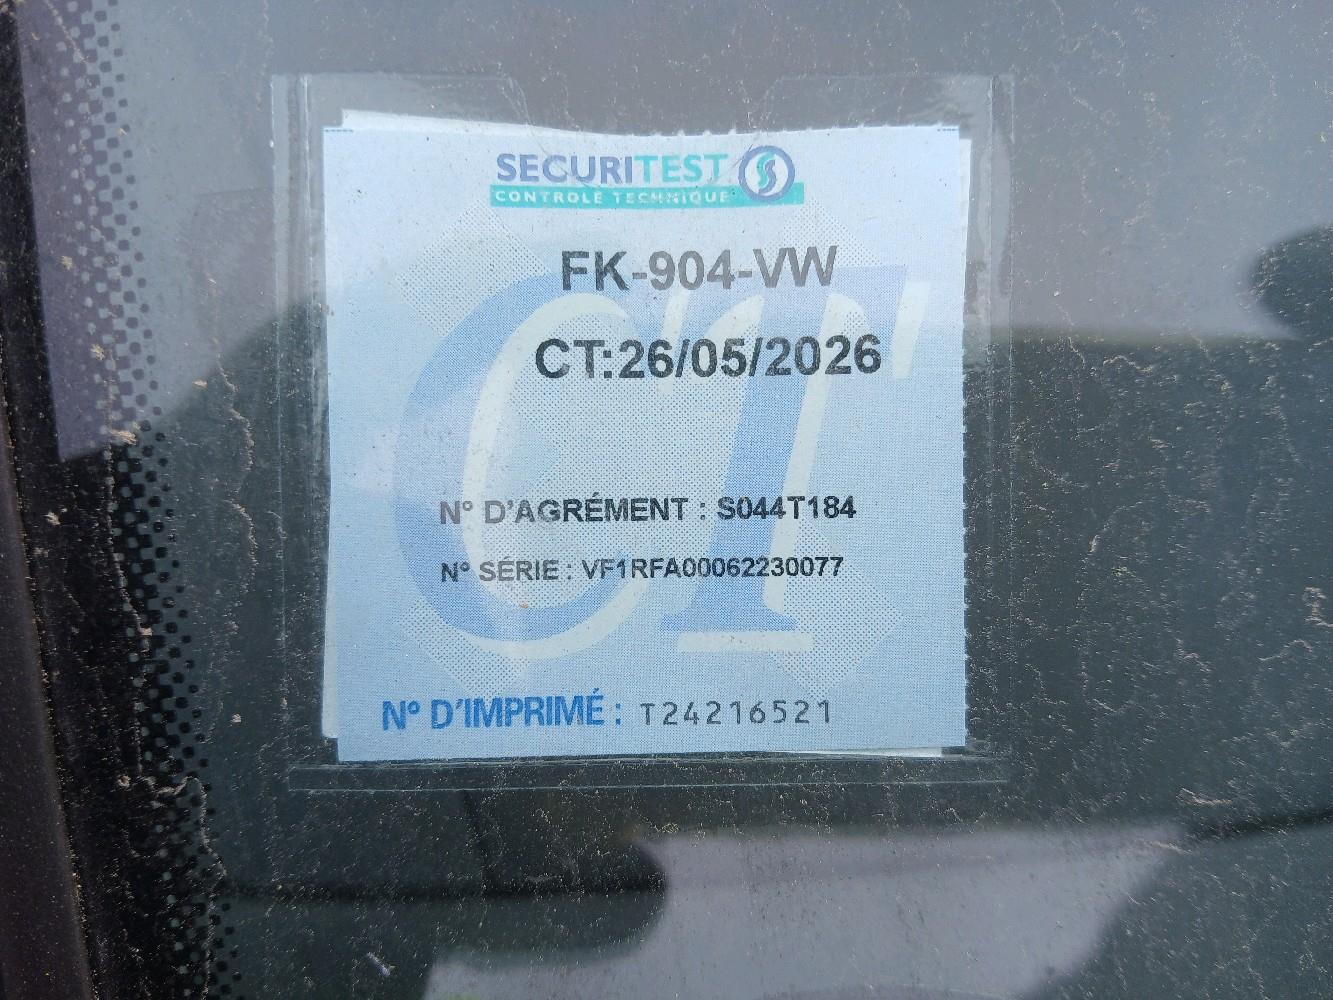 SECURITEST
CONTROLE TECHNIQUE
FK-904-VW
CT:26/05/2026
N° D'AGRÉMENT : S044T184
N° SÉRIE : VF1RFA00062230077
N° D'IMPRIMÉ : T24216521